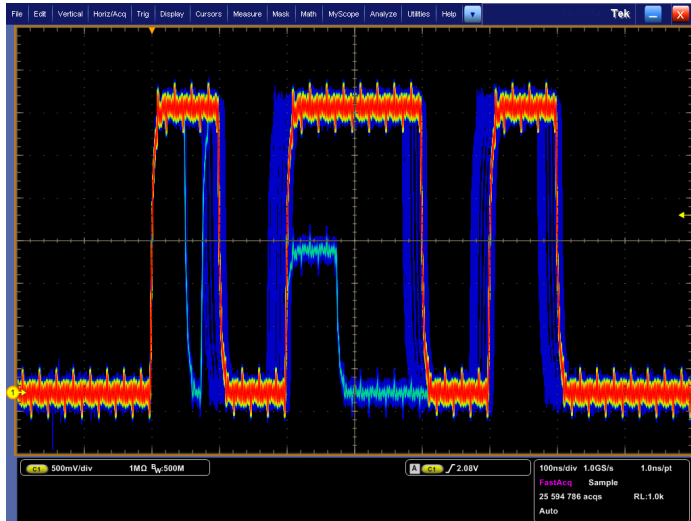 File Edit Vertical Horiz/Acq Trig Display Cursors Measure Mask Math MyScope Analyze Utilities Help Tek X
1
C1 500mV/div 1MΩ BW:500M
A C1 2.08V
100ns/div 1.0GS/s 1.0ns/pt
FastAcq Sample
25 594 786 acqs RL:1.0k
Auto